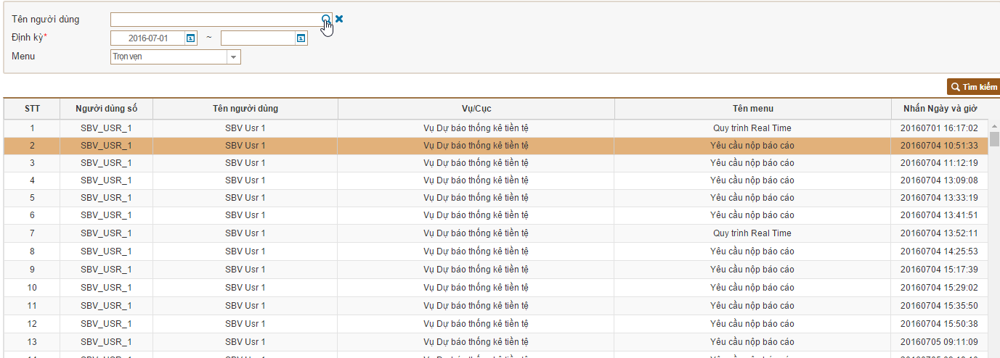 Tên người dùng
Định kỳ*
2016-07-01 ~
Menu
Trọn vẹn
Tìm kiếm
STT Người dùng số Tên người dùng Vụ/Cục Tên menu Nhấn Ngày và giờ
1 SBV_USR_1 SBV Usr 1 Vụ Dự báo thống kê tiền tệ Quy trình Real Time 20160701 16:17:02
2 SBV_USR_1 SBV Usr 1 Vụ Dự báo thống kê tiền tệ Yêu cầu nộp báo cáo 20160704 10:51:33
3 SBV_USR_1 SBV Usr 1 Vụ Dự báo thống kê tiền tệ Yêu cầu nộp báo cáo 20160704 11:12:19
4 SBV_USR_1 SBV Usr 1 Vụ Dự báo thống kê tiền tệ Yêu cầu nộp báo cáo 20160704 13:09:08
5 SBV_USR_1 SBV Usr 1 Vụ Dự báo thống kê tiền tệ Yêu cầu nộp báo cáo 20160704 13:33:19
6 SBV_USR_1 SBV Usr 1 Vụ Dự báo thống kê tiền tệ Yêu cầu nộp báo cáo 20160704 13:41:51
7 SBV_USR_1 SBV Usr 1 Vụ Dự báo thống kê tiền tệ Quy trình Real Time 20160704 13:52:11
8 SBV_USR_1 SBV Usr 1 Vụ Dự báo thống kê tiền tệ Yêu cầu nộp báo cáo 20160704 14:25:53
9 SBV_USR_1 SBV Usr 1 Vụ Dự báo thống kê tiền tệ Yêu cầu nộp báo cáo 20160704 15:17:39
10 SBV_USR_1 SBV Usr 1 Vụ Dự báo thống kê tiền tệ Yêu cầu nộp báo cáo 20160704 15:29:02
11 SBV_USR_1 SBV Usr 1 Vụ Dự báo thống kê tiền tệ Yêu cầu nộp báo cáo 20160704 15:35:50
12 SBV_USR_1 SBV Usr 1 Vụ Dự báo thống kê tiền tệ Yêu cầu nộp báo cáo 20160704 15:50:38
13 SBV_USR_1 SBV Usr 1 Vụ Dự báo thống kê tiền tệ Yêu cầu nộp báo cáo 20160705 09:11:09